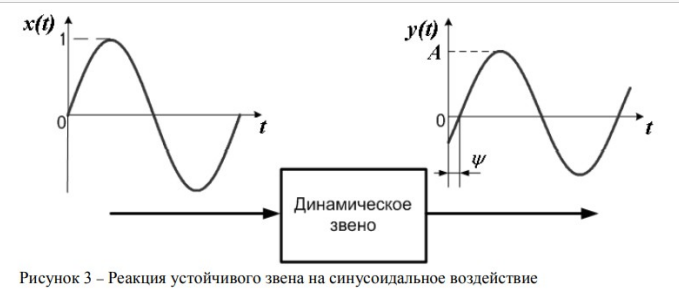 x(t)
1
0
t
y(t)
A
0
t
ψ
Динамическое
звено
Рисунок 3 – Реакция устойчивого звена на синусоидальное воздействие